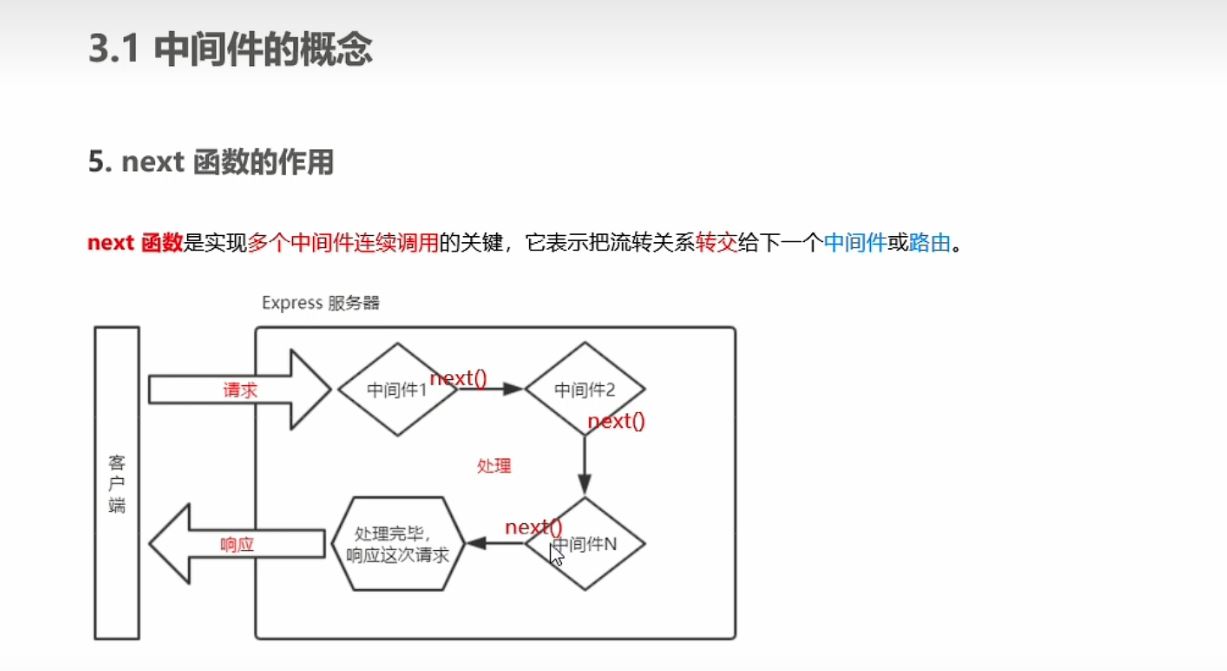 3.1 中间件的概念
5. next 函数的作用
next 函数是实现多个中间件连续调用的关键，它表示把流转关系转交给下一个中间件或路由。
Express 服务器
客户端
请求
中间件1
next()
中间件2
next()
处理
next()
中间件N
处理完毕，
响应这次请求
响应